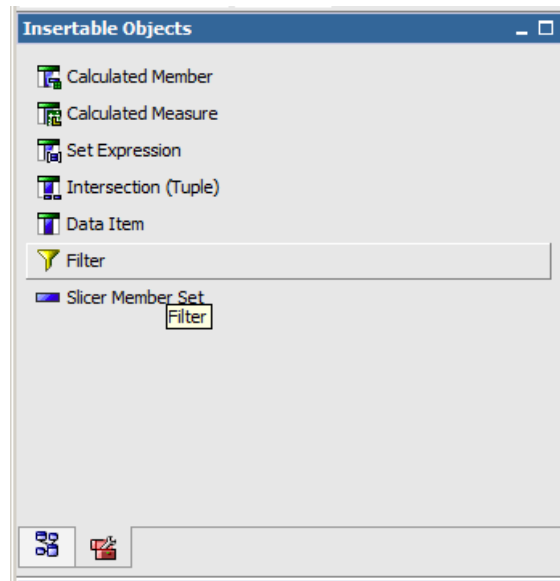 Insertable Objects
Calculated Member
Calculated Measure
Set Expression
Intersection (Tuple)
Data Item
Filter
Slicer Member Set
Filter